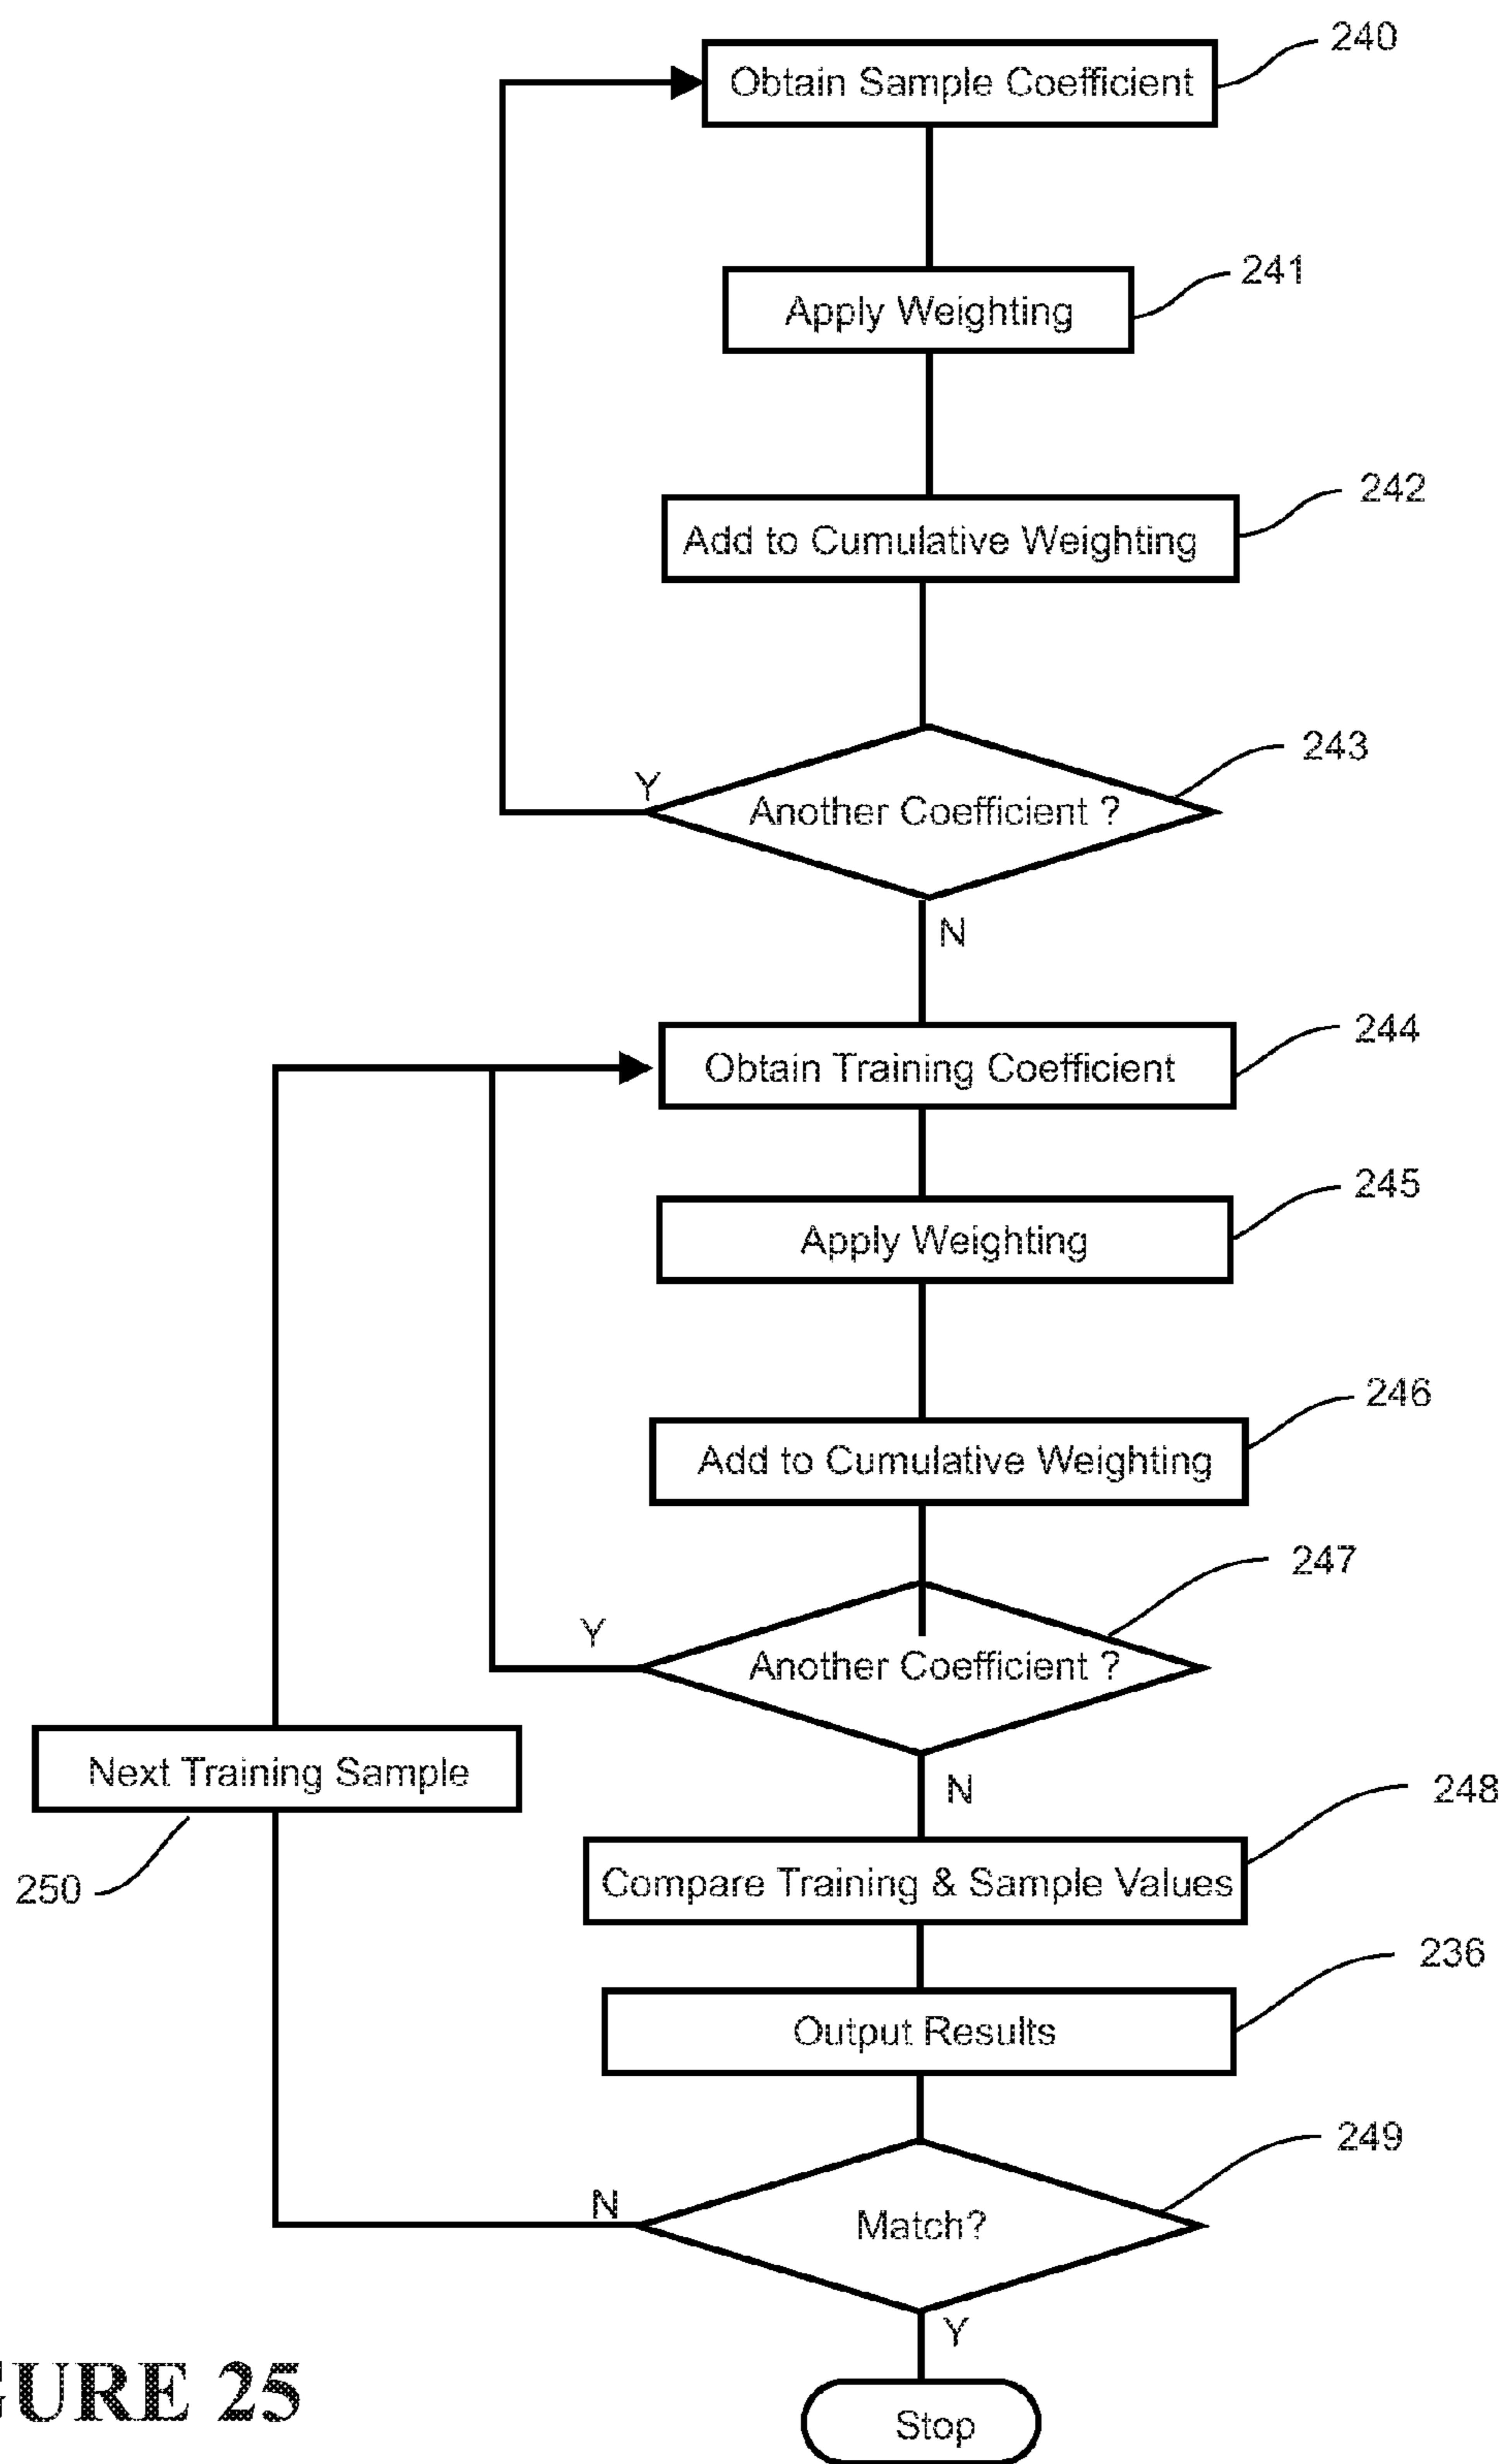 240
Obtain Sample Coefficient
241
Apply Weighting
242
Add to Cumulative Weighting
243
Y
Another Coefficient ?
N
244
Obtain Training Coefficient
245
Apply Weighting
246
Add to Cumulative Weighting
247
Y
Another Coefficient ?
Next Training Sample
N
248
250
Compare Training & Sample Values
236
Output Results
249
N
Match?
Y
GURE 25
Stop